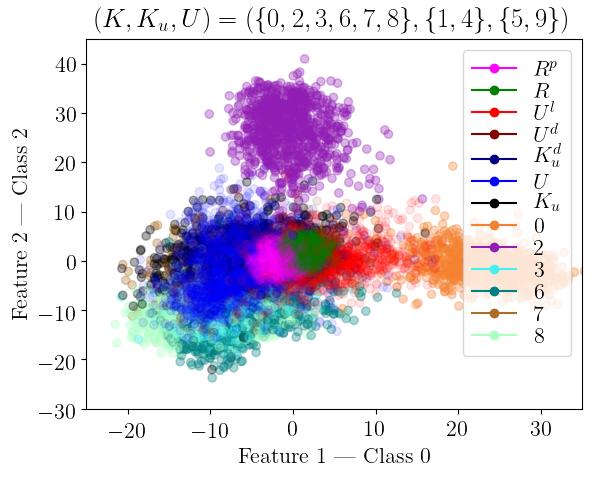 (K, K_u, U) = ({0, 2, 3, 6, 7, 8}, {1, 4}, {5, 9})
40
30
20
10
0
−10
−20
−30
Feature 2 — Class 2
R^p
R
U^l
U^d
K_u^d
U
K_u
0
2
3
6
7
8
−20 −10 0 10 20 30
Feature 1 — Class 0